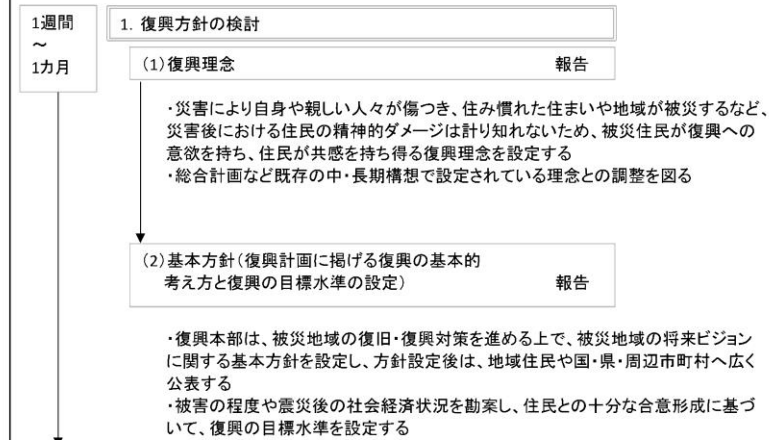 1週間
～
1カ月
1. 復興方針の検討
(1)復興理念 報告
・災害により自身や親しい人々が傷つき、住み慣れた住まいや地域が被災するなど、
災害後における住民の精神的ダメージは計り知れないため、被災住民が復興への
意欲を持ち、住民が共感を持ち得る復興理念を設定する
・総合計画など既存の中・長期構想で設定されている理念との調整を図る
(2)基本方針(復興計画に掲げる復興の基本的
考え方と復興の目標水準の設定) 報告
・復興本部は、被災地域の復旧・復興対策を進める上で、被災地域の将来ビジョン
に関する基本方針を設定し、方針設定後は、地域住民や国・県・周辺市町村へ広く
公表する
・被害の程度や震災後の社会経済状況を勘案し、住民との十分な合意形成に基づ
いて、復興の目標水準を設定する